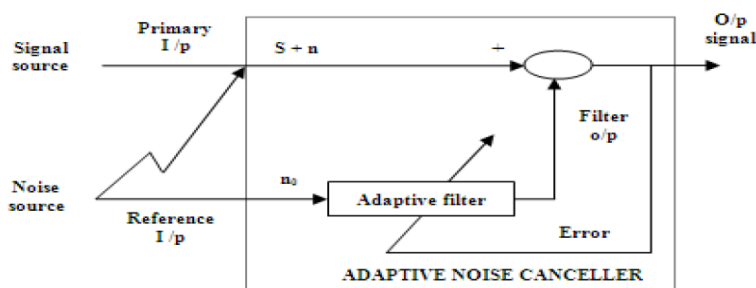 Signal
source
Primary
I /p
S + n
+
O/p
signal
Filter
o/p
Noise
source
n₀
Adaptive filter
Reference
I /p
Error
ADAPTIVE NOISE CANCELLER